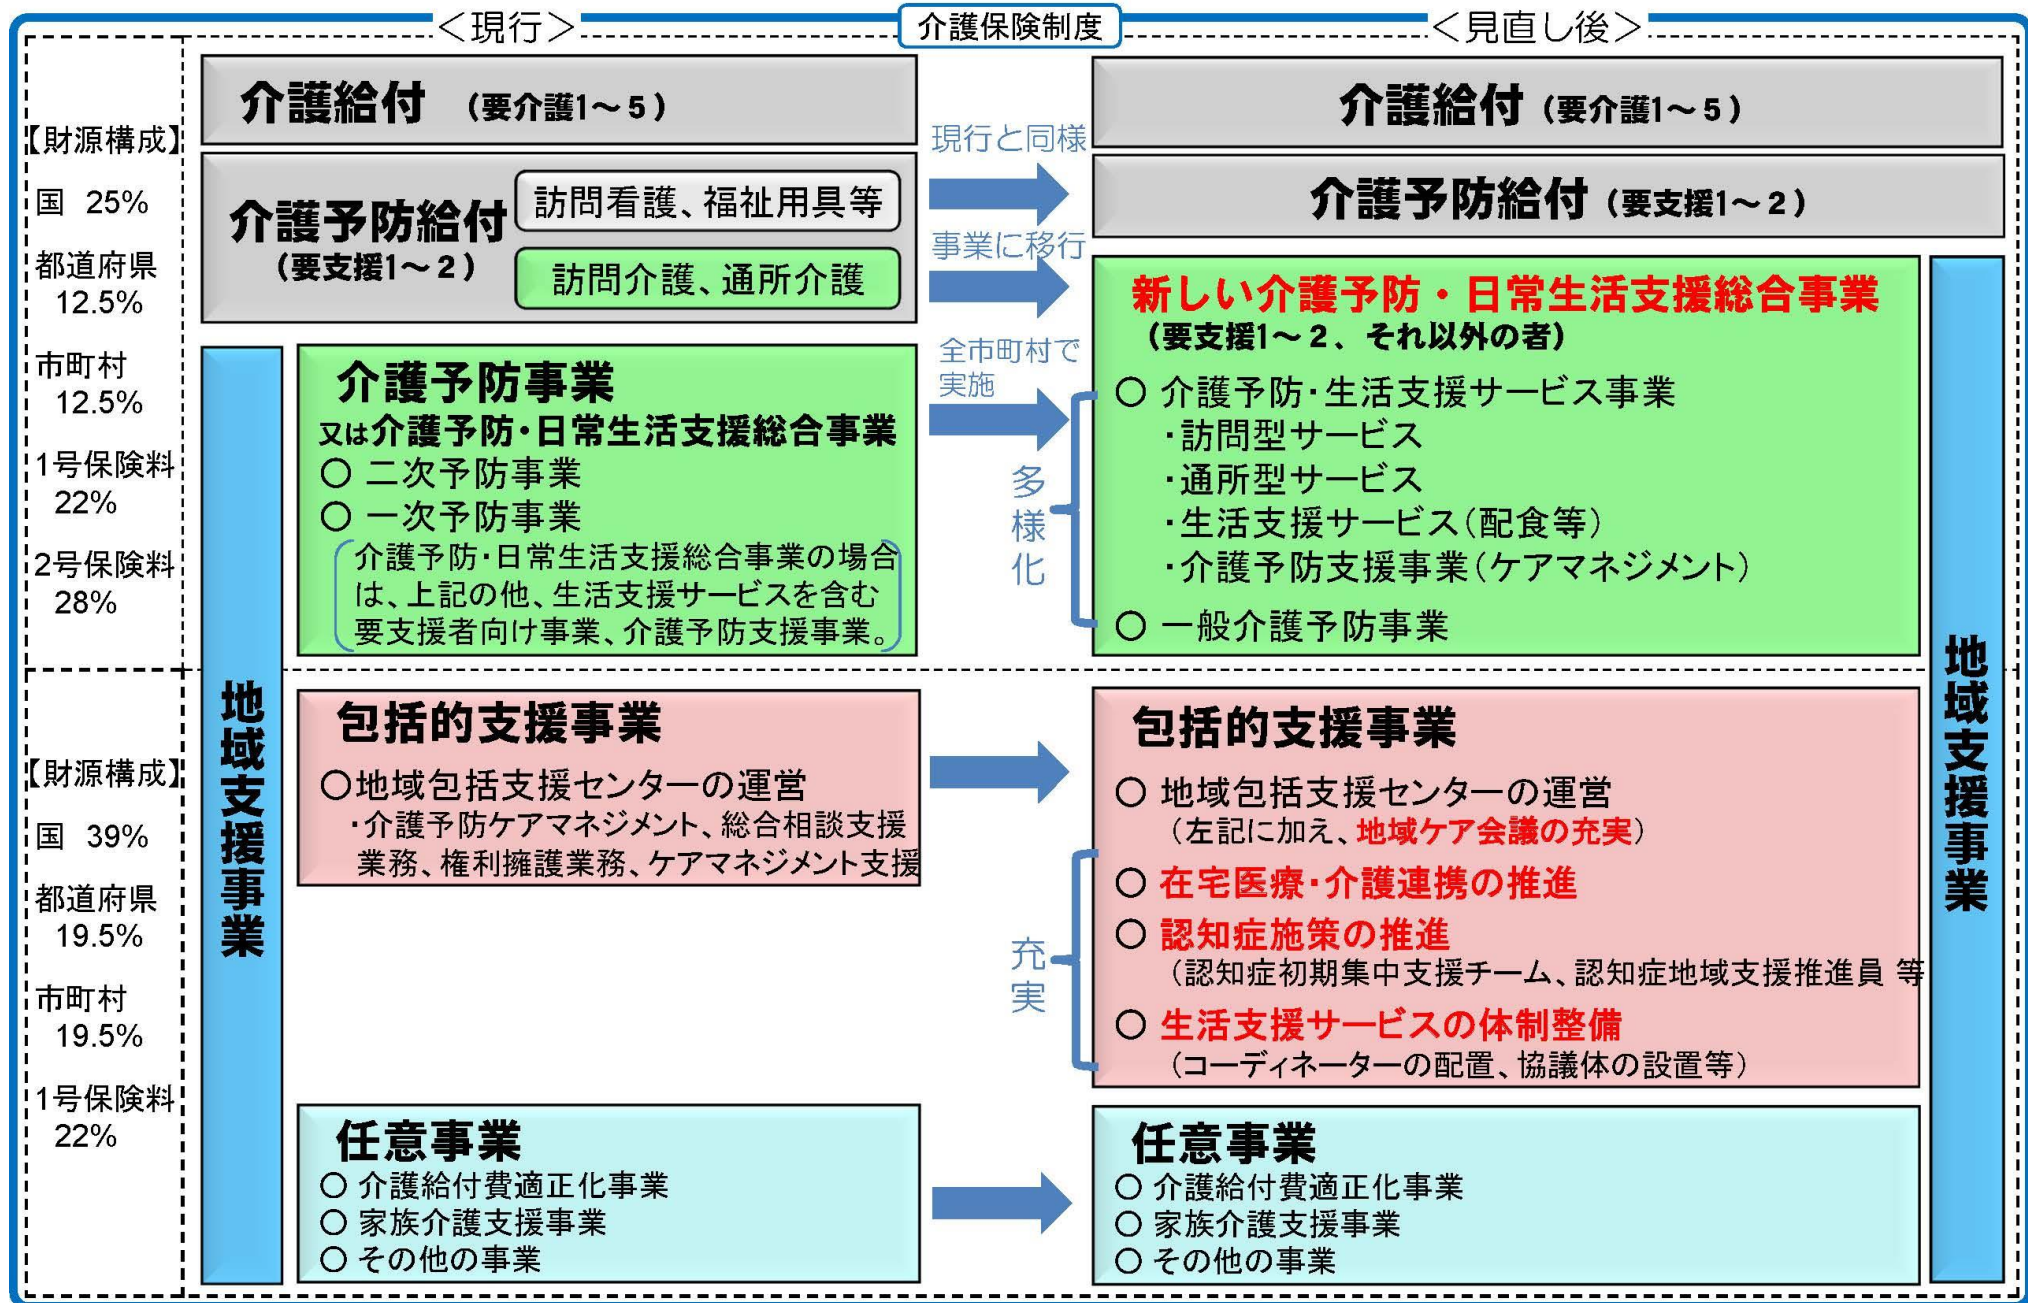 ＜現行＞
介護保険制度
＜見直し後＞
【財源構成】
国 25%
都道府県
12.5%
市町村
12.5%
1号保険料
22%
2号保険料
28%
【財源構成】
国 39%
都道府県
19.5%
市町村
19.5%
1号保険料
22%
介護給付 (要介護1～5)
介護予防給付
(要支援1～2)
訪問看護、福祉用具等
訪問介護、通所介護
地域支援事業
介護予防事業
又は介護予防・日常生活支援総合事業
○ 二次予防事業
○ 一次予防事業
介護予防・日常生活支援総合事業の場合
は、上記の他、生活支援サービスを含む
要支援者向け事業、介護予防支援事業。
包括的支援事業
○地域包括支援センターの運営
・介護予防ケアマネジメント、総合相談支援
業務、権利擁護業務、ケアマネジメント支援
任意事業
○ 介護給付費適正化事業
○ 家族介護支援事業
○ その他の事業
現行と同様
事業に移行
全市町村で
実施
多様化
充実
介護給付 (要介護1～5)
介護予防給付 (要支援1～2)
新しい介護予防・日常生活支援総合事業
(要支援1～2、それ以外の者)
○ 介護予防・生活支援サービス事業
・訪問型サービス
・通所型サービス
・生活支援サービス(配食等)
・介護予防支援事業(ケアマネジメント)
○ 一般介護予防事業
包括的支援事業
○ 地域包括支援センターの運営
(左記に加え、地域ケア会議の充実)
○ 在宅医療・介護連携の推進
○ 認知症施策の推進
(認知症初期集中支援チーム、認知症地域支援推進員 等
○ 生活支援サービスの体制整備
(コーディネーターの配置、協議体の設置等)
任意事業
○ 介護給付費適正化事業
○ 家族介護支援事業
○ その他の事業
地域支援事業